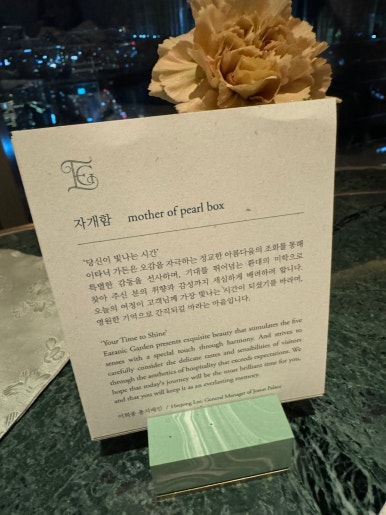 자개함 mother of pearl box
'당신이 빛나는 시간'
이타닉 가든은 오감을 자극하는 정교한 아름다움의 조화를 통해
특별한 감동을 선사하며, 기대를 뛰어넘는 환대의 미학으로
찾아 주신 분의 취향과 감성까지 세심하게 배려하려 합니다.
오늘의 여정이 고객님께 가장 빛나는 시간이 되셨기를 바라며,
영원한 기억으로 간직되길 바라는 마음입니다.
'Your Time to Shine'
Eatanic Garden presents exquisite beauty that stimulates the five
senses with a special touch through harmony. And strives to
carefully consider the delicate tastes and sensibilities of visitors
through the aesthetics of hospitality that exceeds expectations. We
hope that today's journey will be the most brilliant time for you
and that you will keep it as an everlasting memory.
총지배인 / General Manager of Josun Palace